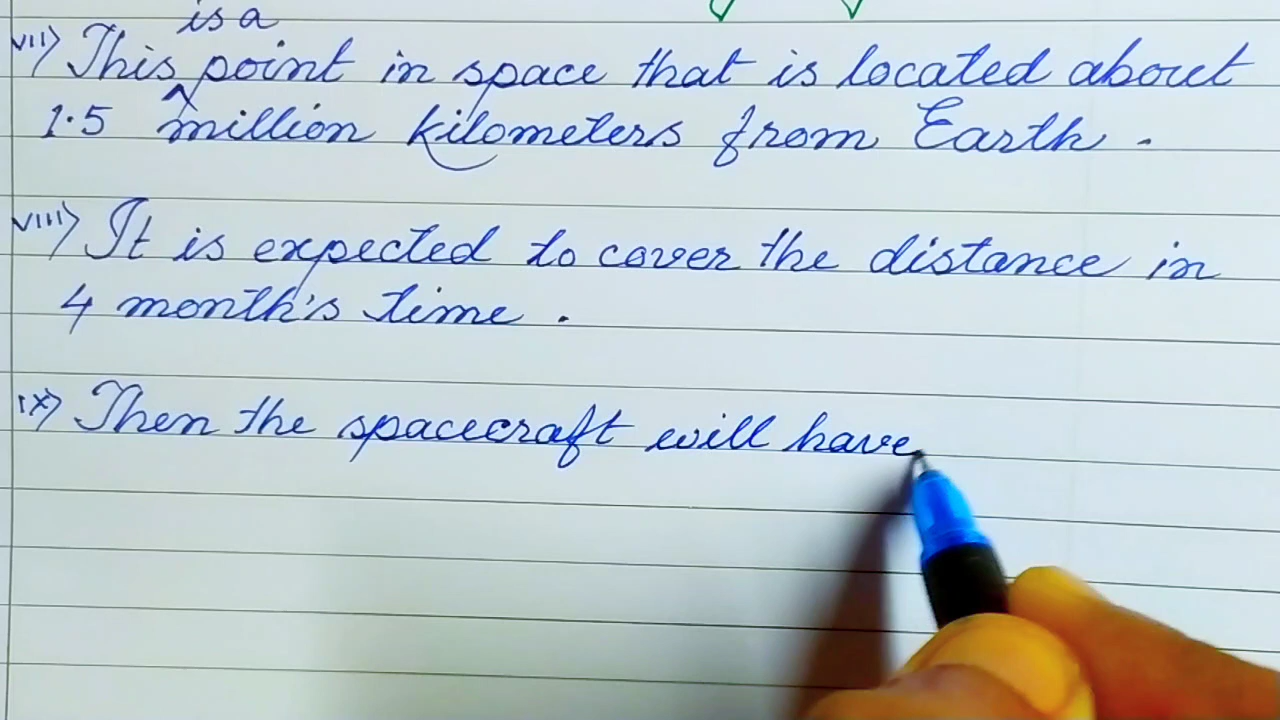 is a
vii) This ^ point in space that is located about
1.5 million kilometers from Earth.
viii) It is expected to cover the distance in
4 month's time.
ix) Then the spacecraft will have